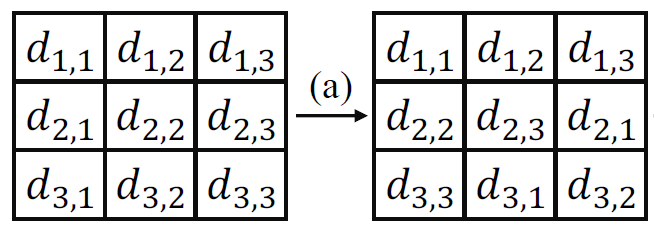 d1,1 d1,2 d1,3 (a) d1,1 d1,2 d1,3
d2,1 d2,2 d2,3 d2,2 d2,3 d2,1
d3,1 d3,2 d3,3 d3,3 d3,1 d3,2